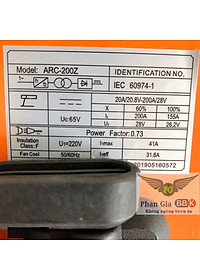 Model: ARC-200Z
IDENTIFICATION NO.
IEC 60974-1
20A/20.8V-200A/28V
X 60% 100%
U₀:65V
I₂ 200A 155A
U₂ 28V 26.2V
Power Factor:0.73
Insulation Class:F
U₁=220V
I₁max 41A
Fan Cool 50/60Hz
I₁eff 31.8A
201905160572
Phan Gia BBK
Không ngừng vươn xa